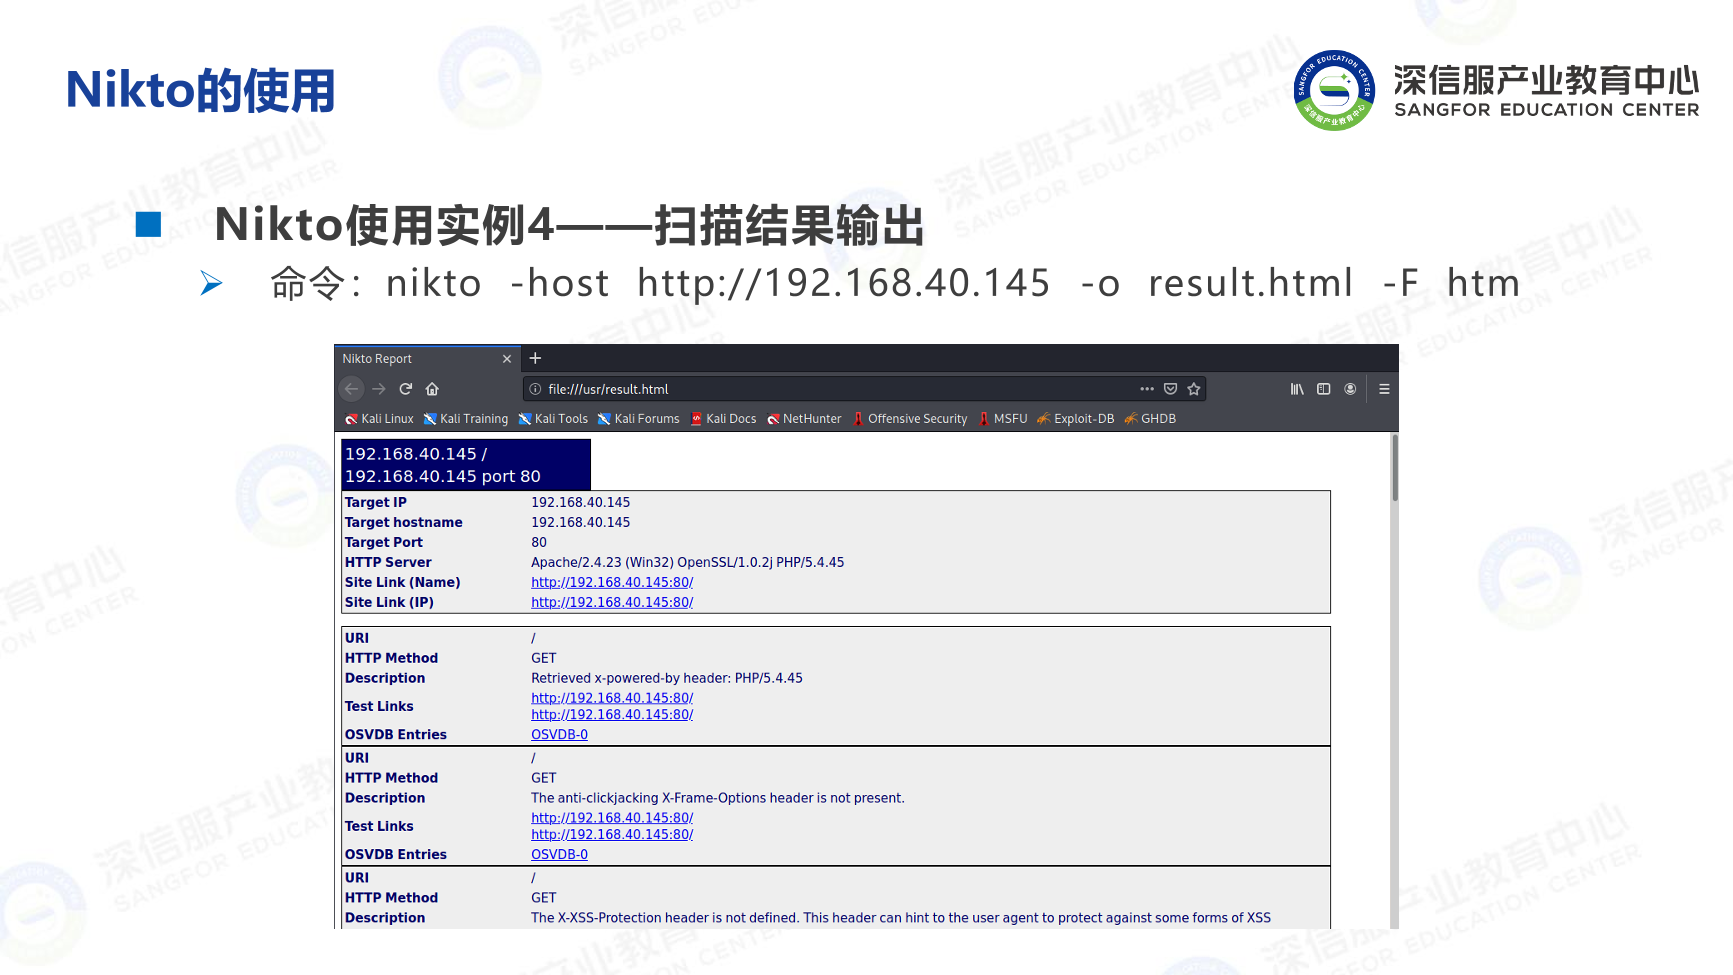 Nikto的使用
深信服产业教育中心
SANGFOR EDUCATION CENTER
Nikto使用实例4——扫描结果输出
命令：nikto -host http://192.168.40.145 -o result.html -F htm
Nikto Report
file:///usr/result.html
Kali Linux Kali Training Kali Tools Kali Forums Kali Docs NetHunter Offensive Security MSFU Exploit-DB GHDB
192.168.40.145 /
192.168.40.145 port 80
Target IP 192.168.40.145
Target hostname 192.168.40.145
Target Port 80
HTTP Server Apache/2.4.23 (Win32) OpenSSL/1.0.2j PHP/5.4.45
Site Link (Name) http://192.168.40.145:80/
Site Link (IP) http://192.168.40.145:80/
URI /
HTTP Method GET
Description Retrieved x-powered-by header: PHP/5.4.45
Test Links http://192.168.40.145:80/
http://192.168.40.145:80/
OSVDB Entries OSVDB-0
URI /
HTTP Method GET
Description The anti-clickjacking X-Frame-Options header is not present.
Test Links http://192.168.40.145:80/
http://192.168.40.145:80/
OSVDB Entries OSVDB-0
URI /
HTTP Method GET
Description The X-XSS-Protection header is not defined. This header can hint to the user agent to protect against some forms of XSS